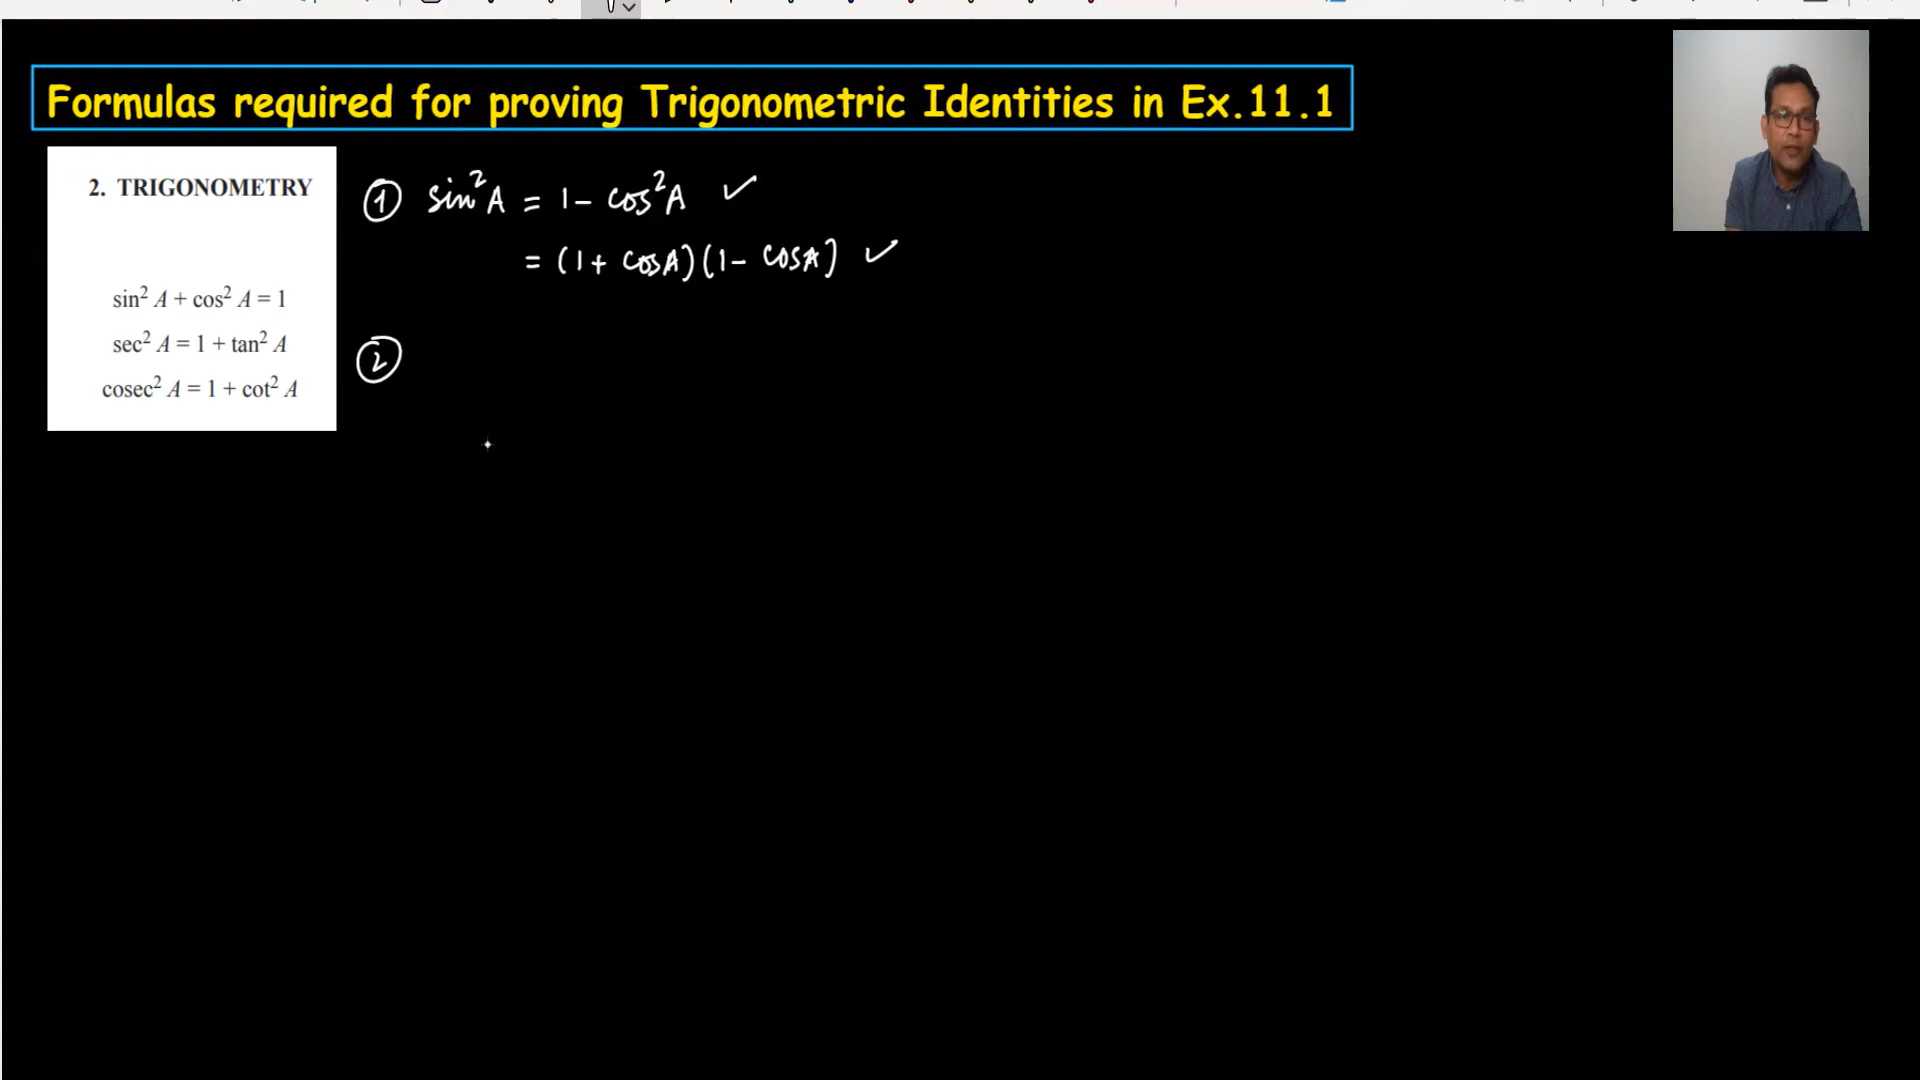 Formulas required for proving Trigonometric Identities in Ex.11.1
2. TRIGONOMETRY
sin² A + cos² A = 1
sec² A = 1 + tan² A
cosec² A = 1 + cot² A
① sin²A = 1 - cos²A ✓
= (1 + cosA)(1 - cosA) ✓
②